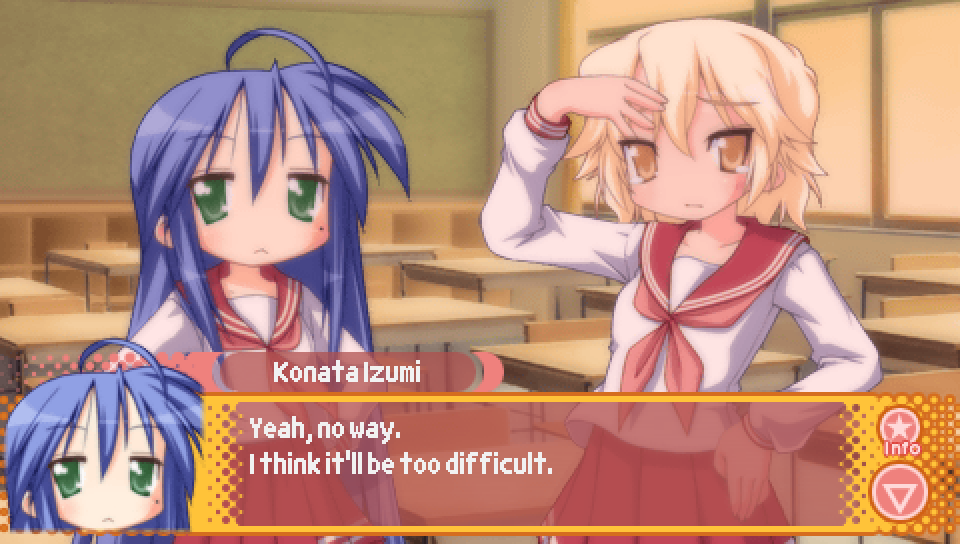 Konata Izumi
Yeah, no way.
I think it'll be too difficult.
Info